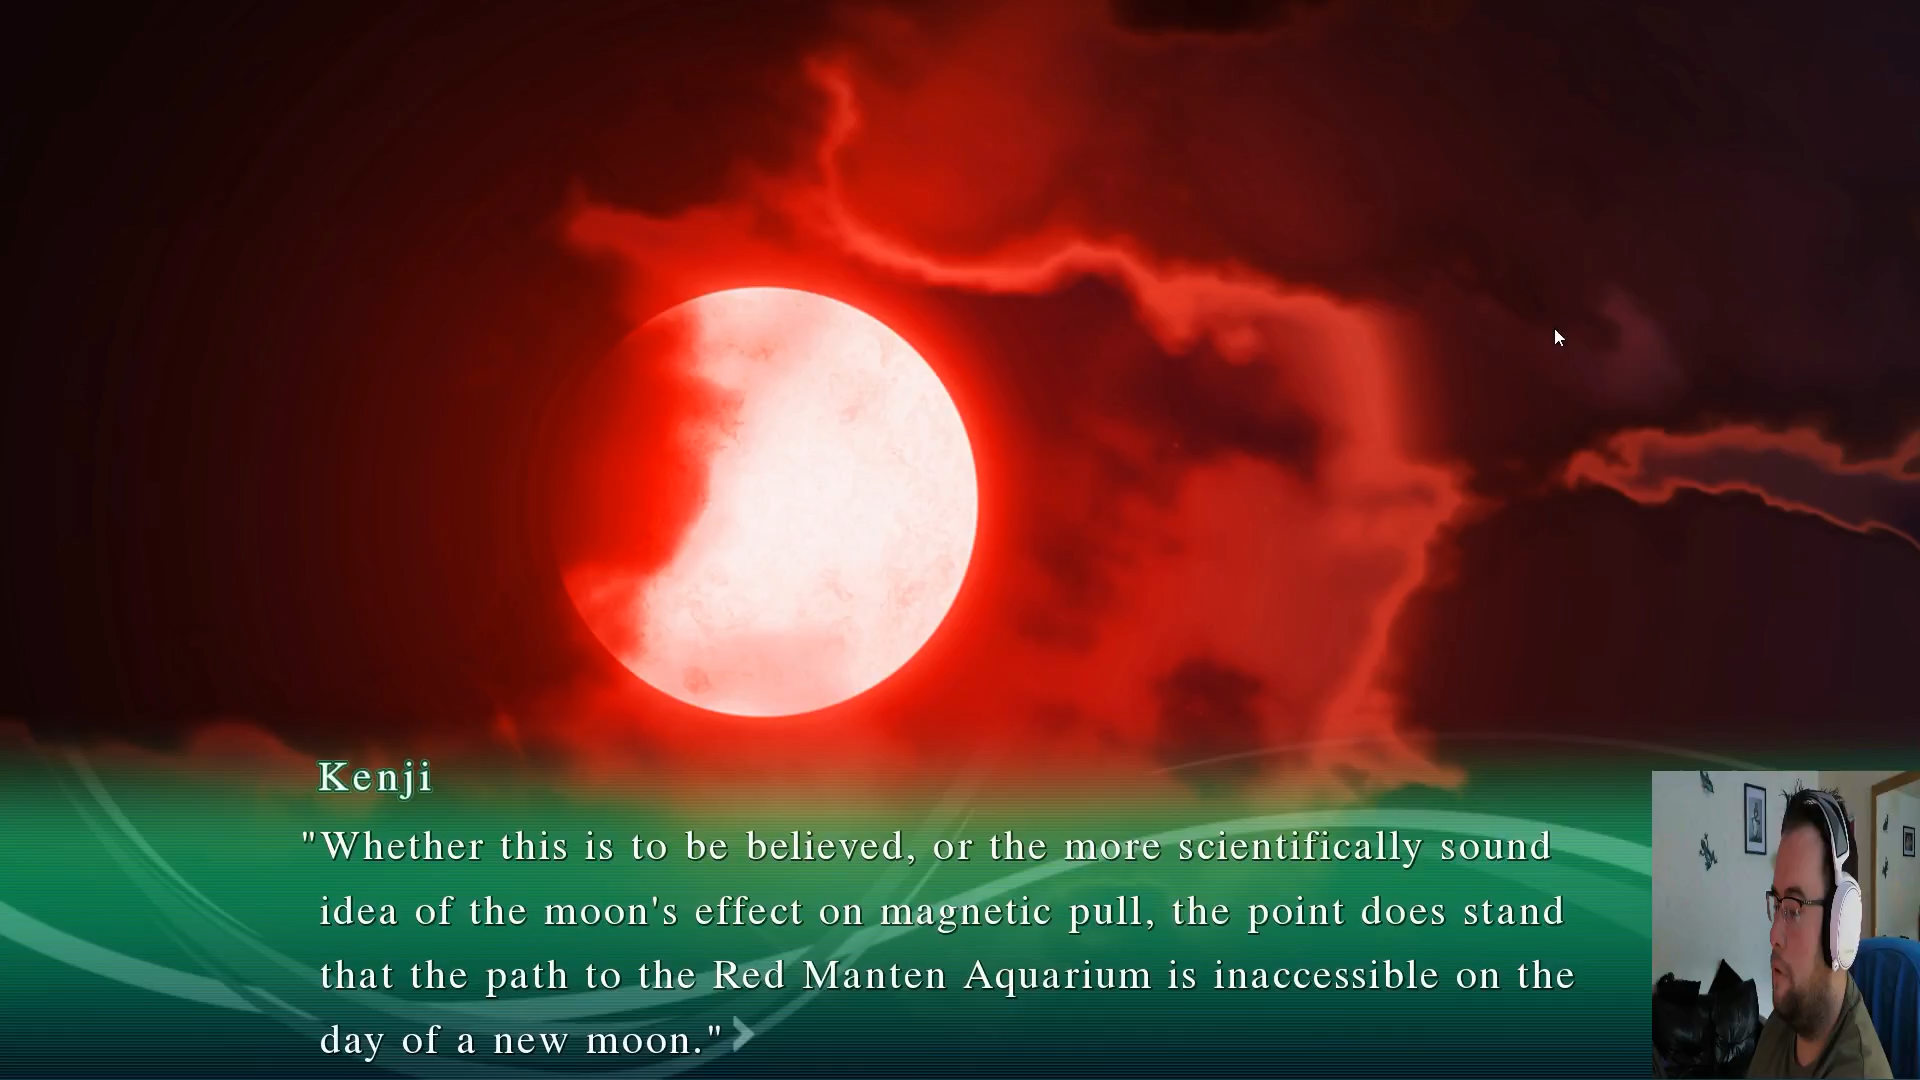 Kenji
"Whether this is to be believed, or the more scientifically sound
idea of the moon's effect on magnetic pull, the point does stand
that the path to the Red Manten Aquarium is inaccessible on the
day of a new moon."